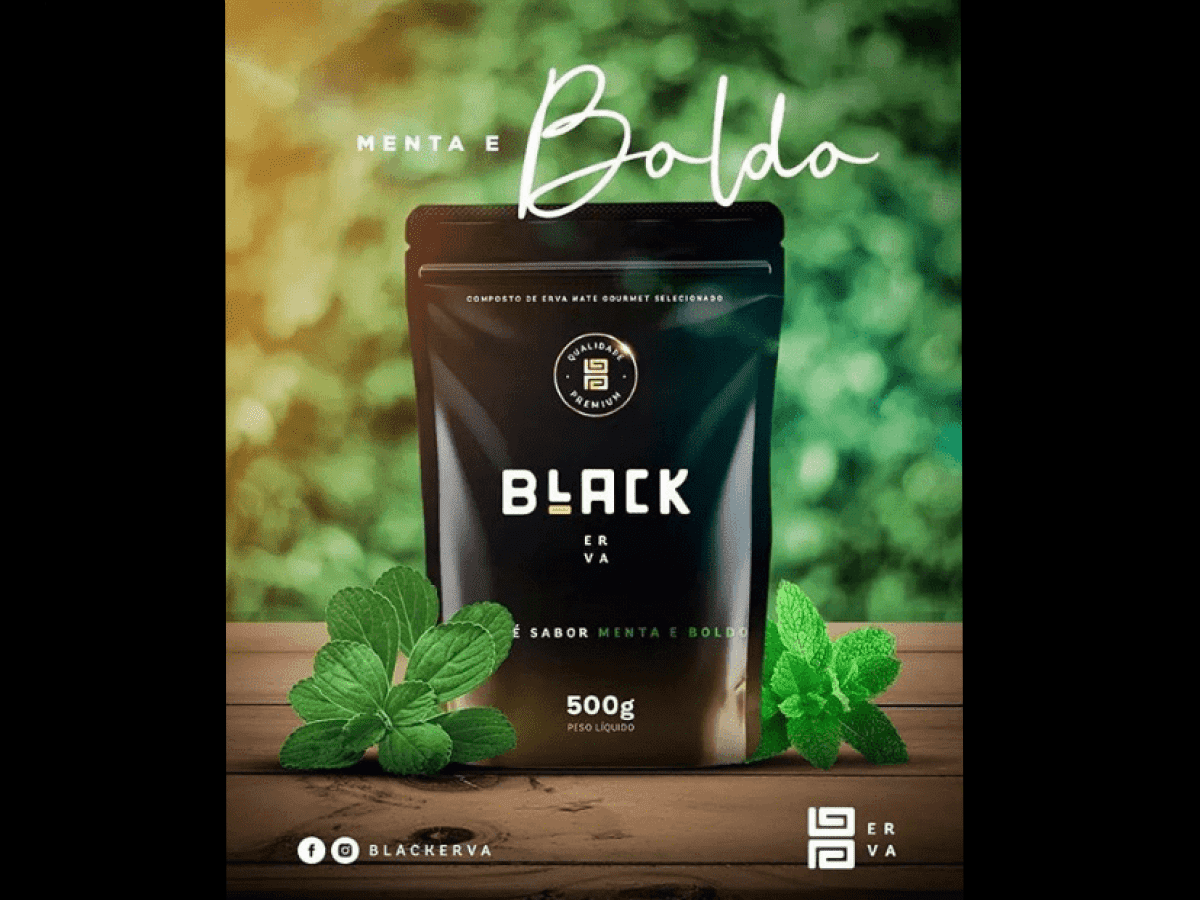 MENTA E Boldo
COMPOSTO DE ERVA MATE GOURMET SELECIONADO
QUALIDADE
PREMIUM
BLACK
ER
VA
É SABOR MENTA E BOLDO
500g
PESO LÍQUIDO
BLACKERVA
ER
VA